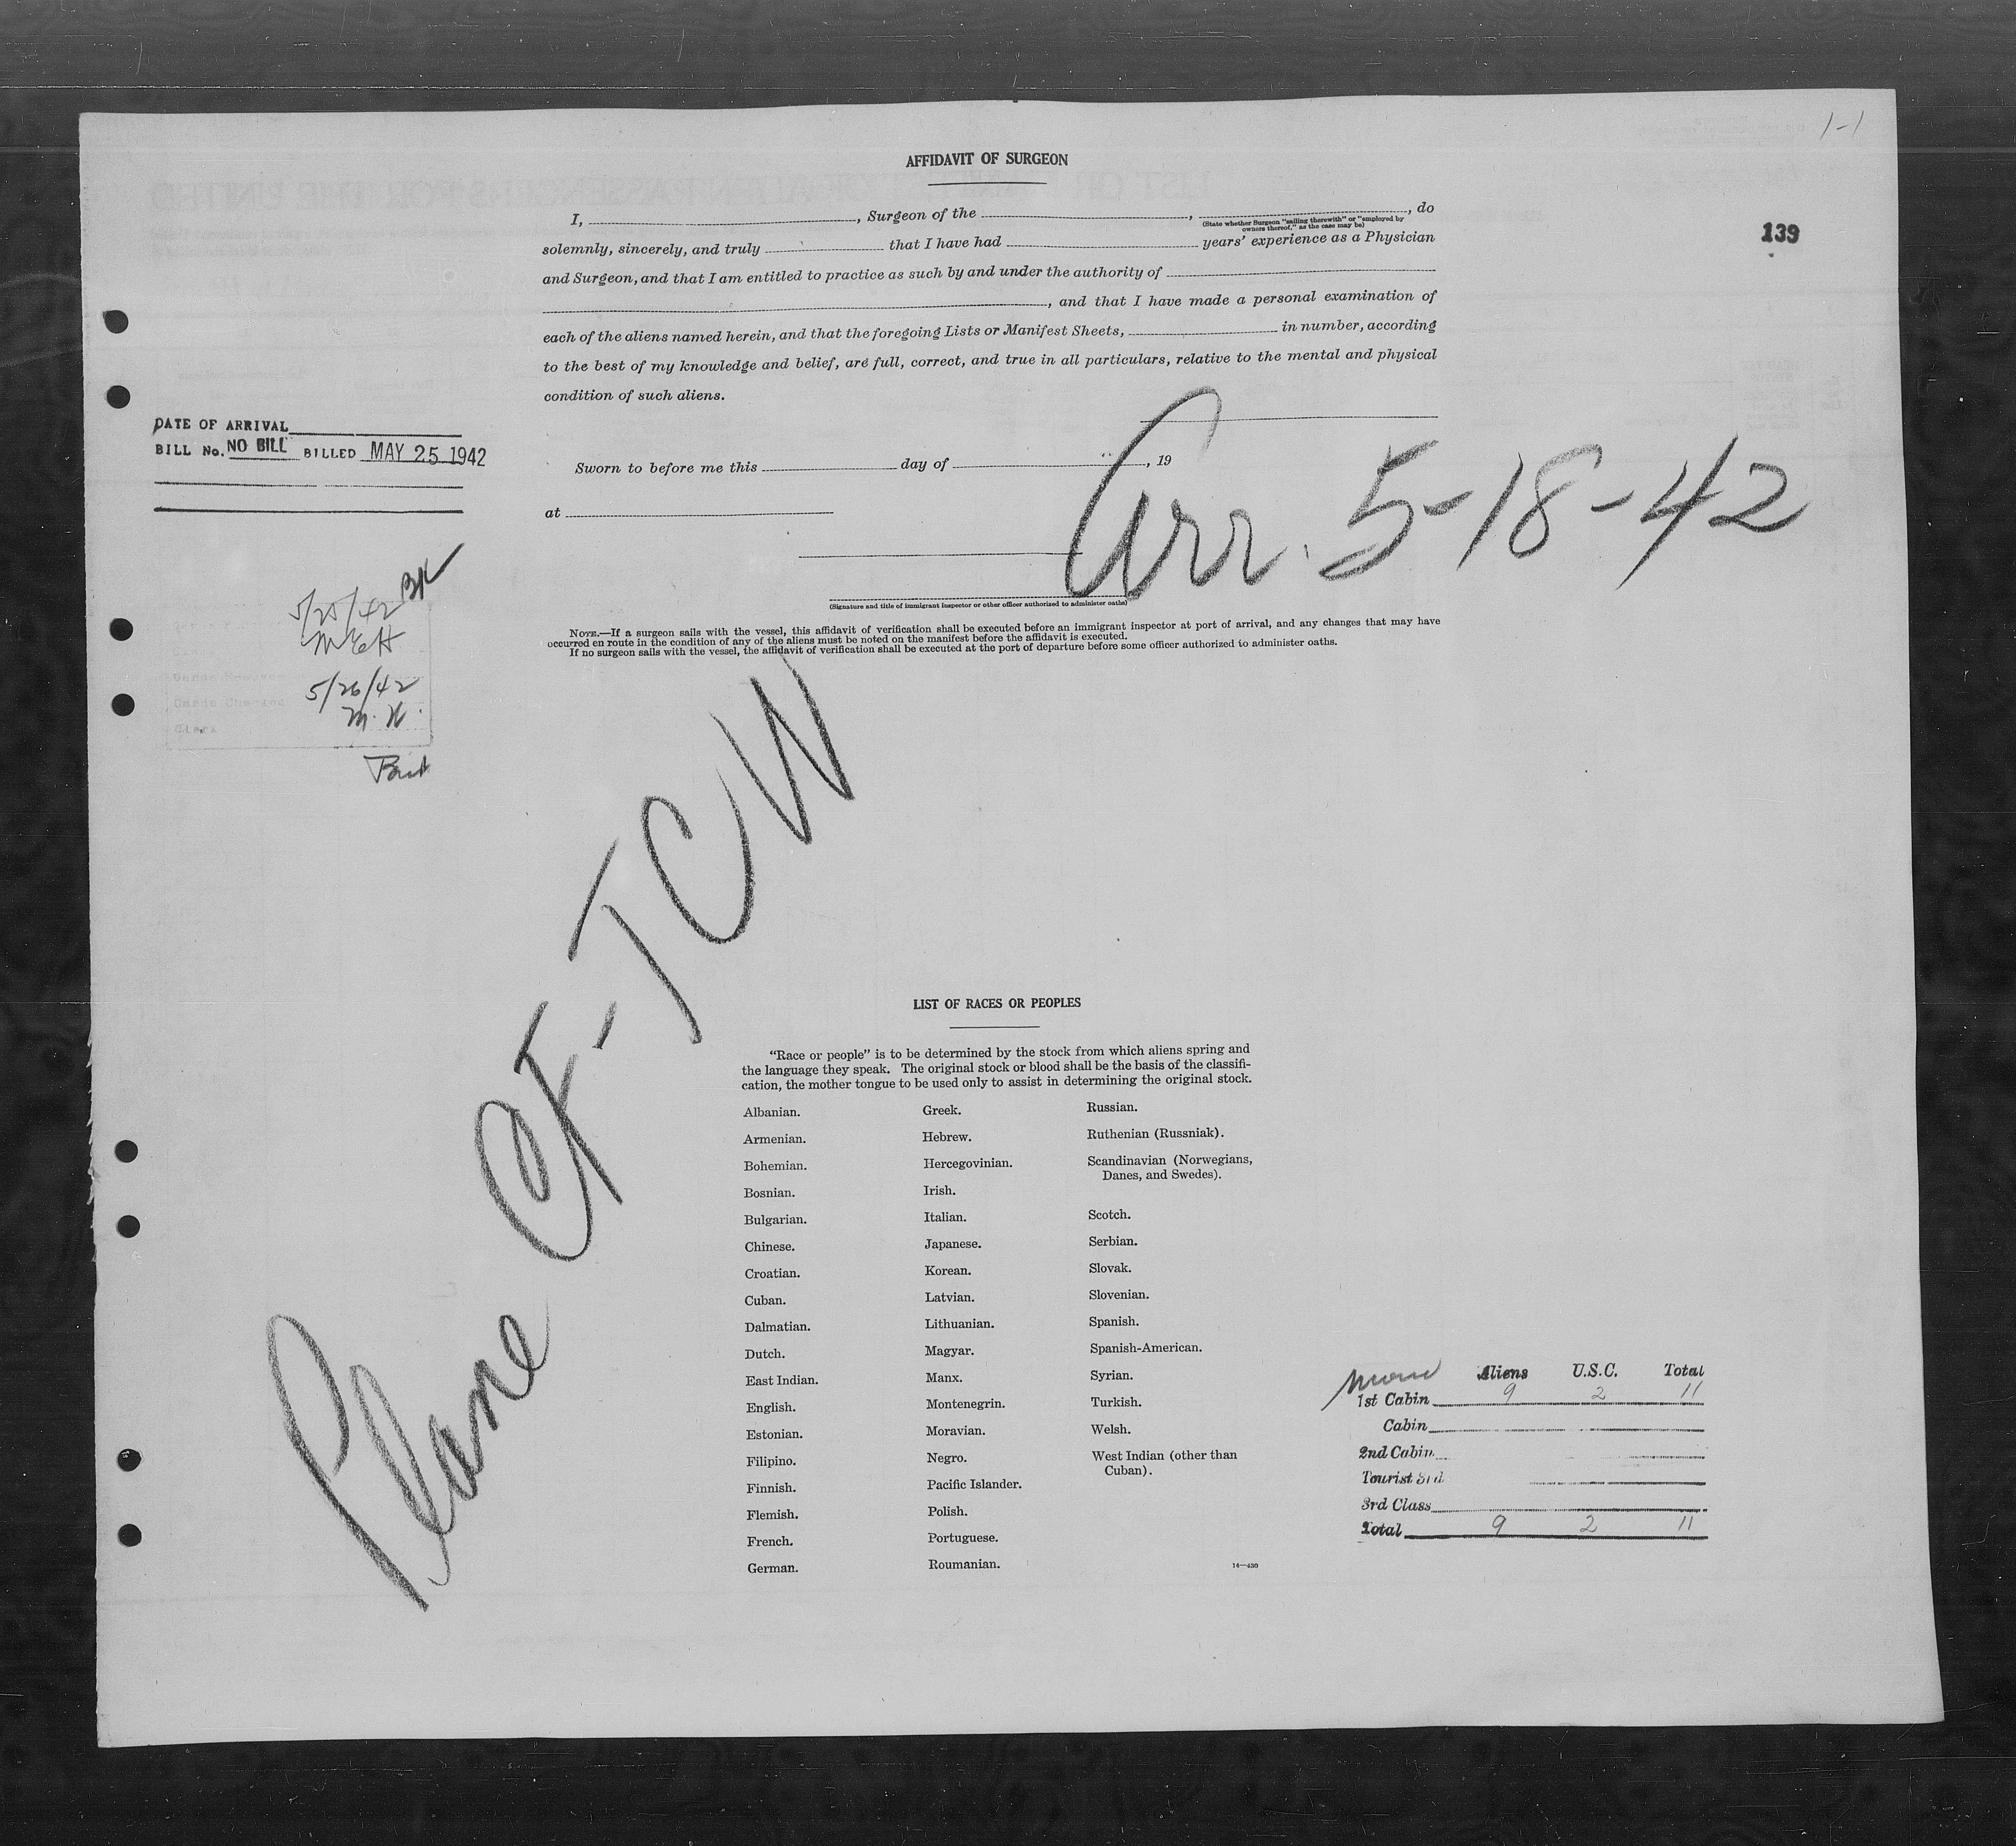 1-1
AFFIDAVIT OF SURGEON
139
I, , Surgeon of the , , do
(State whether Surgeon "sailing therewith" or "employed by
owners thereof," as the case may be)
solemnly, sincerely, and truly that I have had years' experience as a Physician
and Surgeon, and that I am entitled to practice as such by and under the authority of
, and that I have made a personal examination of
each of the aliens named herein, and that the foregoing Lists or Manifest Sheets, in number, according
to the best of my knowledge and belief, are full, correct, and true in all particulars, relative to the mental and physical
condition of such aliens.
DATE OF ARRIVAL
BILL No. NO BILL BILLED MAY 25 1942
Sworn to before me this day of , 19
at
Arr. 5-18-42
(Signature and title of immigrant inspector or other officer authorized to administer oaths)
NOTE.—If a surgeon sails with the vessel, this affidavit of verification shall be executed before an immigrant inspector at port of arrival, and any changes that may have
occurred en route in the condition of any of the aliens must be noted on the manifest before the affidavit is executed.
If no surgeon sails with the vessel, the affidavit of verification shall be executed at the port of departure before some officer authorized to administer oaths.
5/25/42
5/26/42
Plane CF-TCW
LIST OF RACES OR PEOPLES
"Race or people" is to be determined by the stock from which aliens spring and
the language they speak. The original stock or blood shall be the basis of the classifi-
cation, the mother tongue to be used only to assist in determining the original stock.
Albanian.
Armenian.
Bohemian.
Bosnian.
Bulgarian.
Chinese.
Croatian.
Cuban.
Dalmatian.
Dutch.
East Indian.
English.
Estonian.
Filipino.
Finnish.
Flemish.
French.
German.
Greek.
Hebrew.
Hercegovinian.
Irish.
Italian.
Japanese.
Korean.
Latvian.
Lithuanian.
Magyar.
Manx.
Montenegrin.
Moravian.
Negro.
Pacific Islander.
Polish.
Portuguese.
Roumanian.
Russian.
Ruthenian (Russniak).
Scandinavian (Norwegians,
Danes, and Swedes).
Scotch.
Serbian.
Slovak.
Slovenian.
Spanish.
Spanish-American.
Syrian.
Turkish.
Welsh.
West Indian (other than
Cuban).
14—430
Aliens U.S.C. Total
1st Cabin 9 2 11
Cabin
2nd Cabin
Tourist 3rd
3rd Class
Total 9 2 11